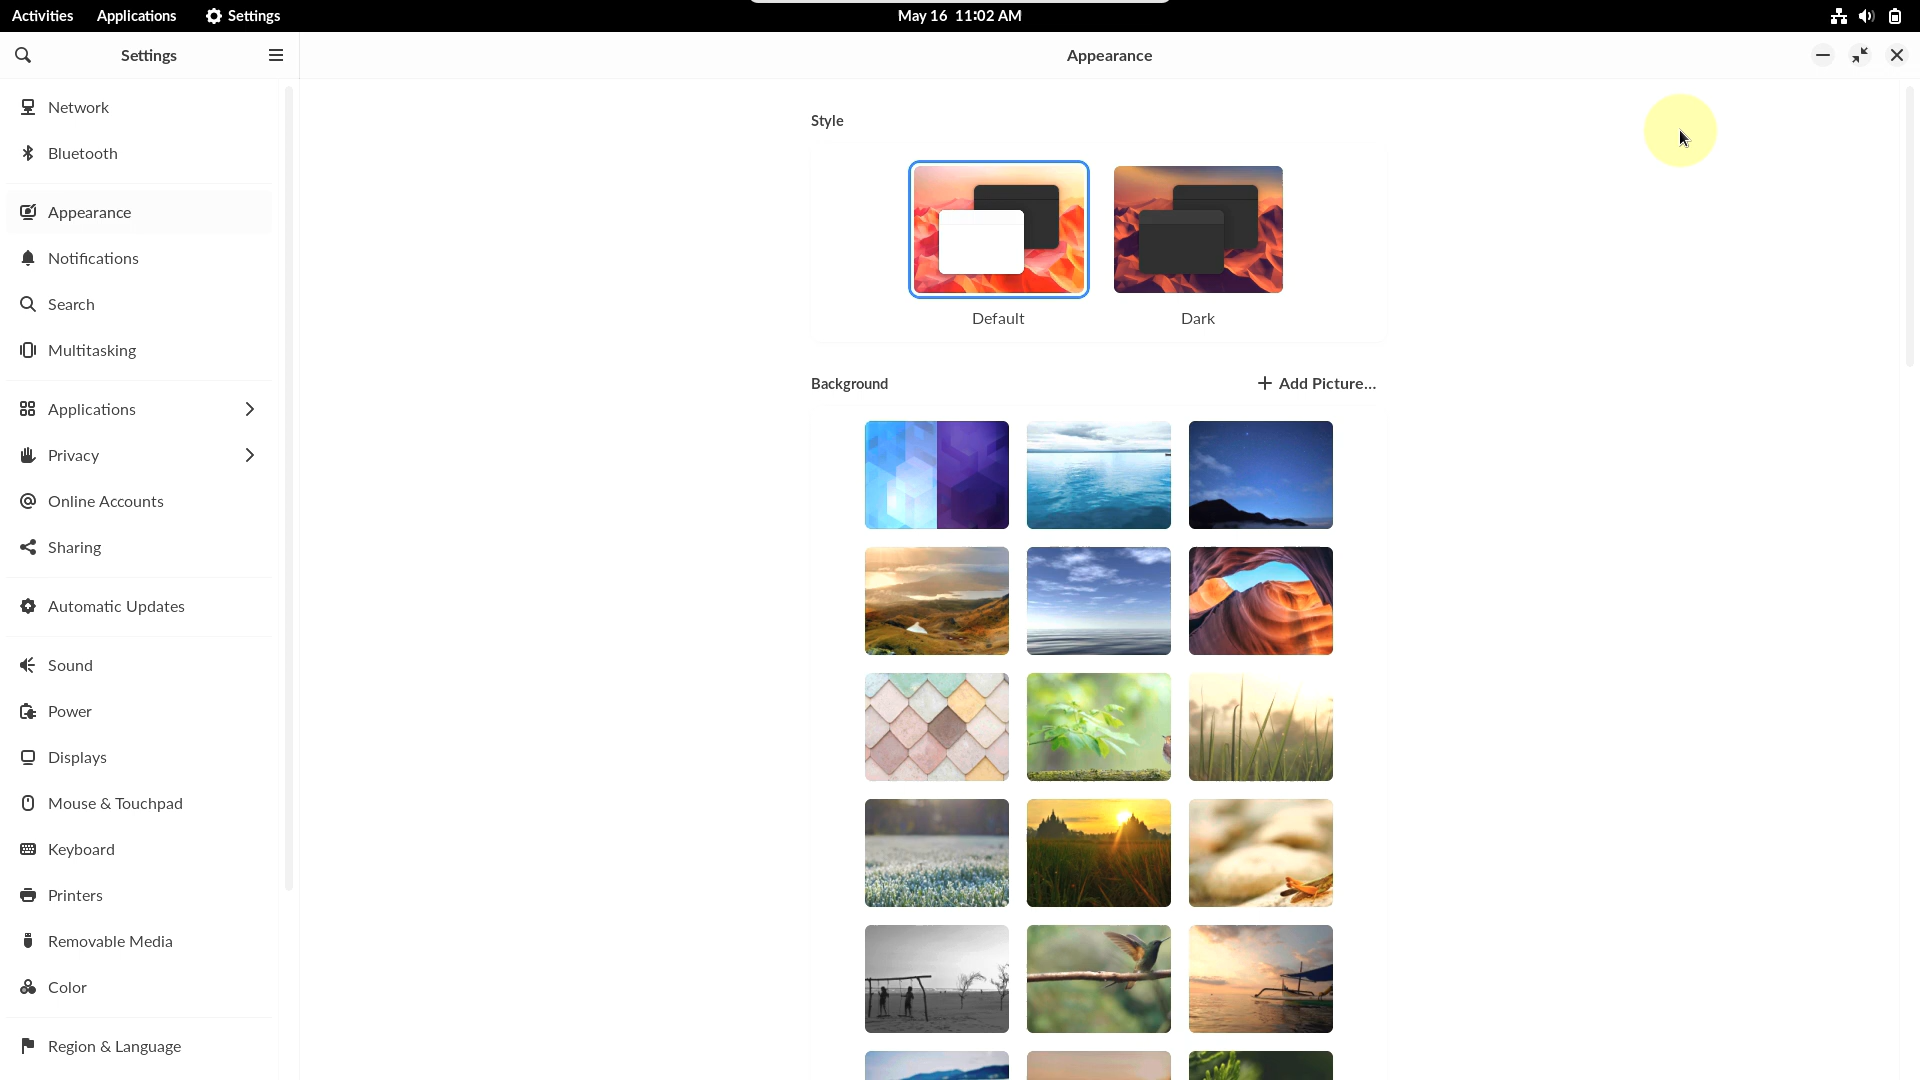 Activities Applications Settings May 16 11:02 AM
Settings
Appearance
Network
Bluetooth
Appearance
Notifications
Search
Multitasking
Applications
Privacy
Online Accounts
Sharing
Automatic Updates
Sound
Power
Displays
Mouse & Touchpad
Keyboard
Printers
Removable Media
Color
Region & Language
Style
Default Dark
Background + Add Picture...